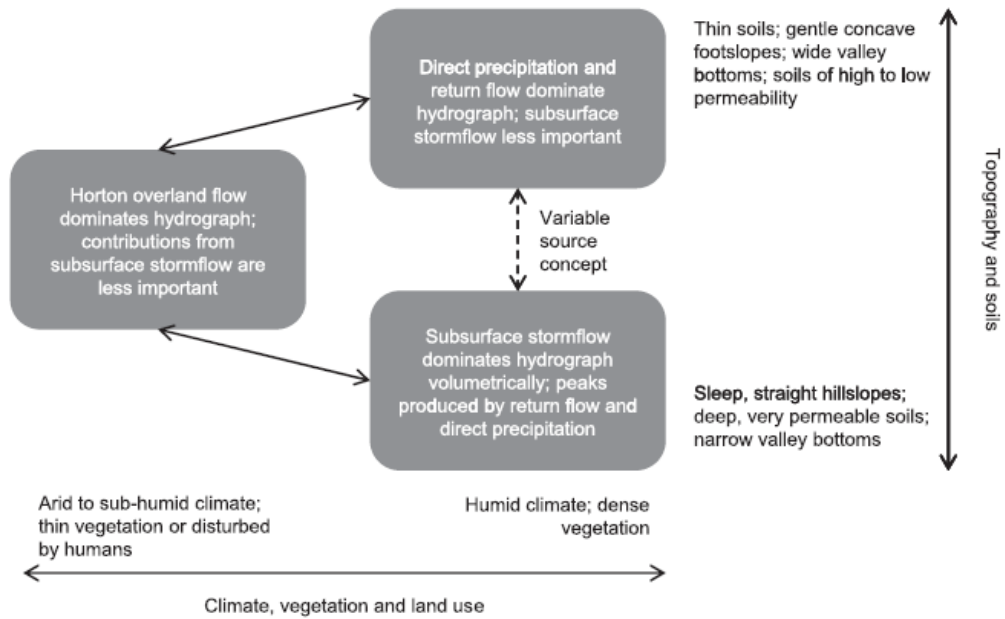 Direct precipitation and
return flow dominate
hydrograph; subsurface
stormflow less important
Thin soils; gentle concave
footslopes; wide valley
bottoms; soils of high to low
permeability
Horton overland flow
dominates hydrograph;
contributions from
subsurface stormflow are
less important
Variable
source
concept
Topography and soils
Subsurface stormflow
dominates hydrograph
volumetrically; peaks
produced by return flow and
direct precipitation
Sleep, straight hillslopes;
deep, very permeable soils;
narrow valley bottoms
Arid to sub-humid climate;
thin vegetation or disturbed
by humans
Humid climate; dense
vegetation
Climate, vegetation and land use